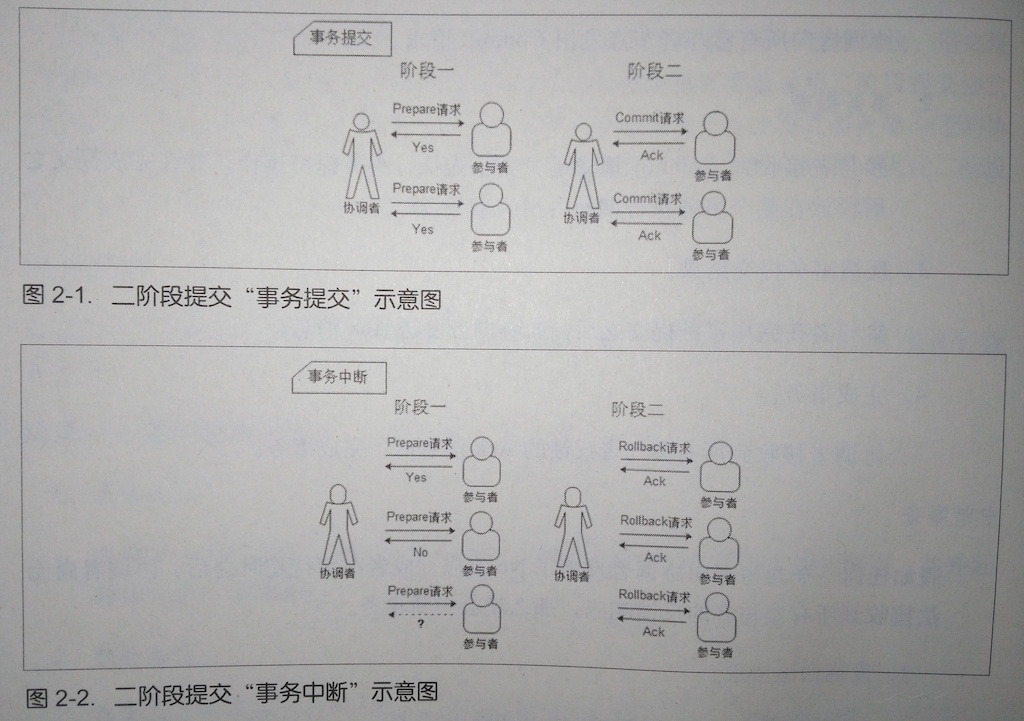 事务提交
阶段一
阶段二
Prepare请求
Yes
参与者
Prepare请求
Yes
参与者
协调者
Commit请求
Ack
参与者
Commit请求
Ack
参与者
协调者
图 2-1. 二阶段提交“事务提交”示意图
事务中断
阶段一
阶段二
Prepare请求
Yes
参与者
Prepare请求
No
参与者
Prepare请求
?
参与者
协调者
Rollback请求
Ack
参与者
Rollback请求
Ack
参与者
Rollback请求
Ack
参与者
协调者
图 2-2. 二阶段提交“事务中断”示意图